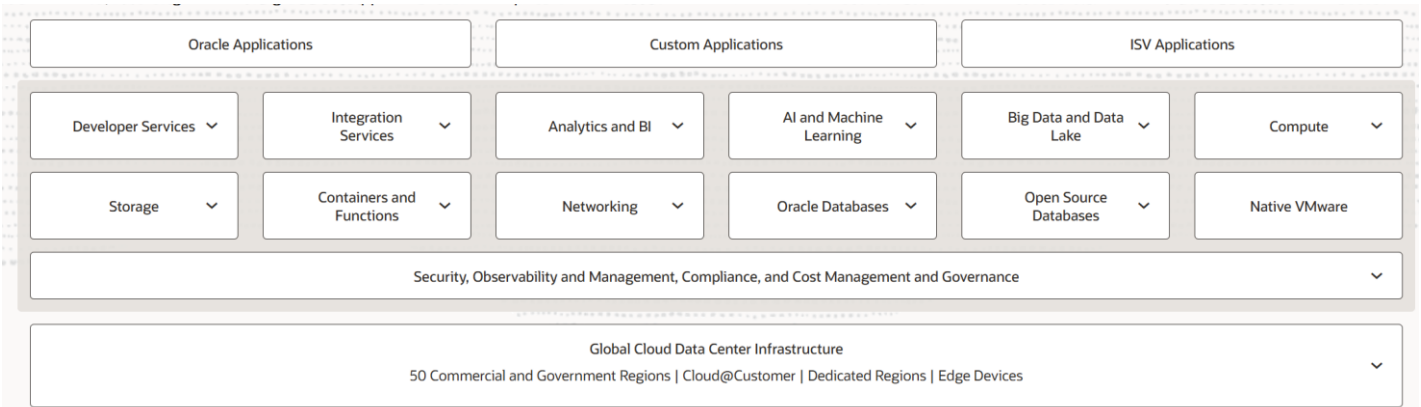 Oracle Applications
Custom Applications
ISV Applications
Developer Services
Integration
Services
Analytics and BI
AI and Machine
Learning
Big Data and Data
Lake
Compute
Storage
Containers and
Functions
Networking
Oracle Databases
Open Source
Databases
Native VMware
Security, Observability and Management, Compliance, and Cost Management and Governance
Global Cloud Data Center Infrastructure
50 Commercial and Government Regions | Cloud@Customer | Dedicated Regions | Edge Devices